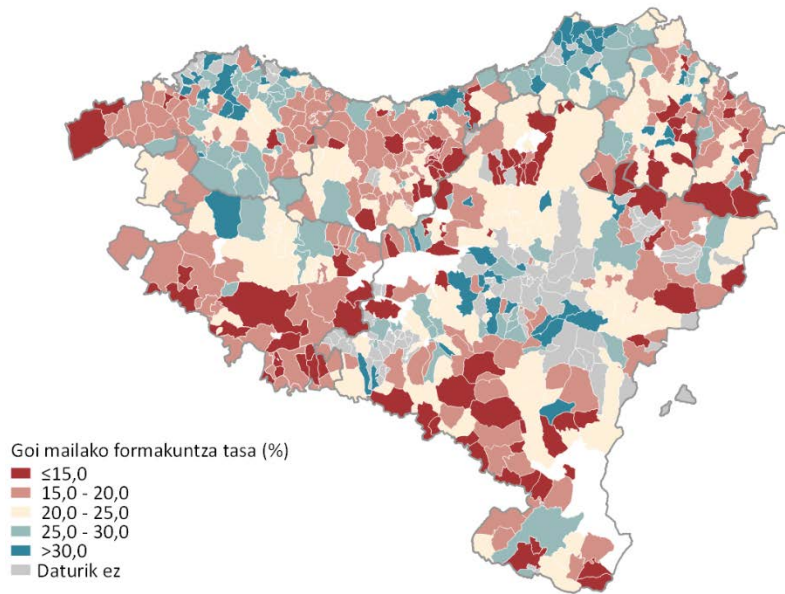 Goi mailako formakuntza tasa (%)
≤15,0
15,0 - 20,0
20,0 - 25,0
25,0 - 30,0
>30,0
Daturik ez